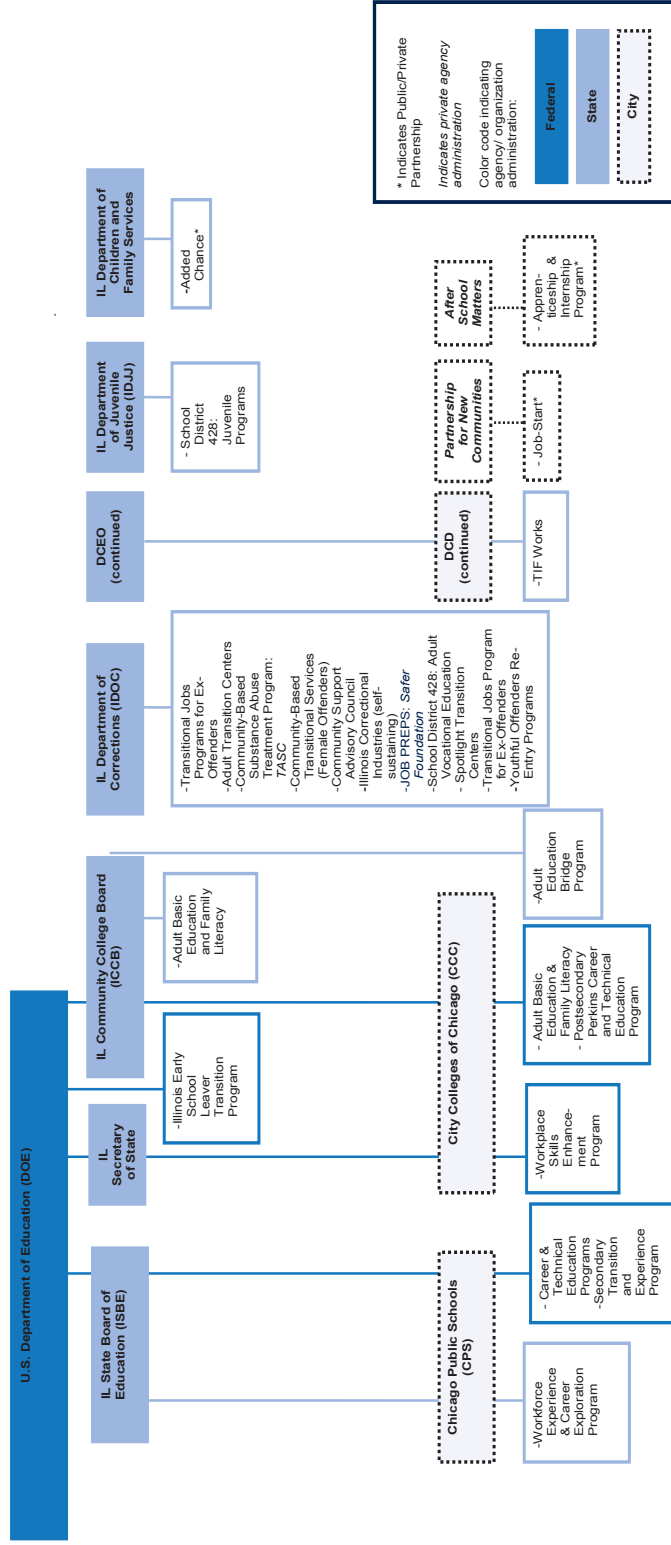 U.S. Department of Education (DOE)
IL State Board of
Education (ISBE)
IL
Secretary
of State
IL Community College Board
(ICCB)
IL Department of
Corrections (IDOC)
DCEO
(continued)
IL Department
of Juvenile
Justice (IDJJ)
IL Department of
Children and
Family Services
-Illinois Early
School
Leaver
Transition
Program
-Adult Basic
Education
and Family
Literacy
-Transitional Jobs
Programs for Ex-
Offenders
-Adult Transition Centers
-Community-Based
Substance Abuse
Treatment Program:
TASC
-Community-Based
Transitional Services
(Female Offenders)
-Community Support
Advisory Council
-Illinois Correctional
Industries (self-
sustaining)
-JOB PREPS: Safer
Foundation
-School District 428: Adult
Vocational Education
- Spotlight Transition
Centers
-Transitional Jobs Program
for Ex-Offenders
-Youthful Offenders Re-
Entry Programs
- School
District
428:
Juvenile
Programs
-Added
Chance*
Chicago Public Schools
(CPS)
City Colleges of Chicago (CCC)
DCD
(continued)
Partnership
for New
Communities
After
School
Matters
-Workforce
Experience
& Career
Exploration
Program
- Career &
Technical
Education
Programs
-Secondary
Transition
and
Experience
Program
-Workplace
Skills
Enhance-
ment
Program
- Adult Basic
Education &
Family Literacy
- Postsecondary
Perkins Career
and Technical
Education
Program
-Adult
Education
Bridge
Program
-TIF Works
- Job-Start*
- Appren-
ticeship &
Internship
Program*
* Indicates Public/Private
Partnership
Indicates private agency
administration
Color code indicating
agency/ organization
administration:
Federal
State
City